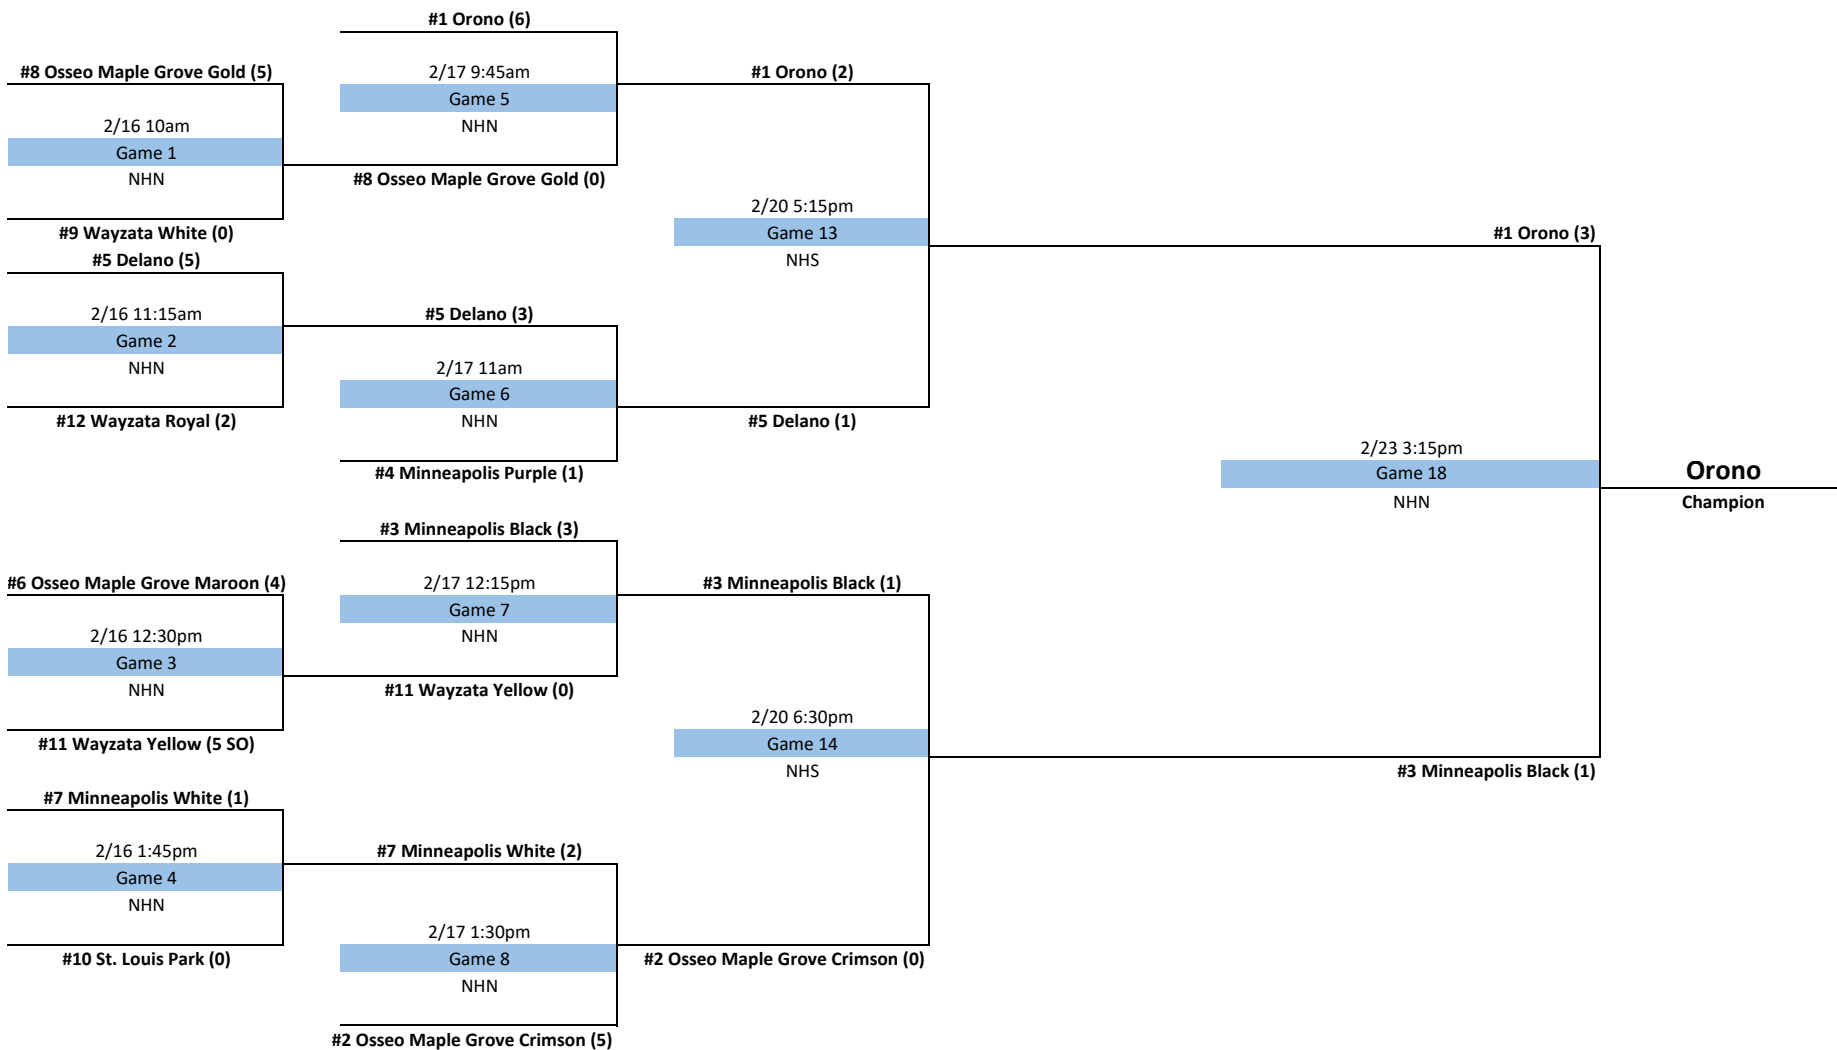 #1 Orono (6)
#8 Osseo Maple Grove Gold (5)
2/17 9:45am
#1 Orono (2)
Game 5
2/16 10am
NHN
Game 1
NHN
#8 Osseo Maple Grove Gold (0)
2/20 5:15pm
#9 Wayzata White (0)
Game 13
#1 Orono (3)
#5 Delano (5)
NHS
2/16 11:15am
#5 Delano (3)
Game 2
NHN
2/17 11am
Game 6
#12 Wayzata Royal (2)
NHN
#5 Delano (1)
2/23 3:15pm
#4 Minneapolis Purple (1)
Game 18
Orono
NHN
Champion
#3 Minneapolis Black (3)
#6 Osseo Maple Grove Maroon (4)
2/17 12:15pm
#3 Minneapolis Black (1)
Game 7
2/16 12:30pm
NHN
Game 3
NHN
#11 Wayzata Yellow (0)
2/20 6:30pm
#11 Wayzata Yellow (5 SO)
Game 14
NHS
#3 Minneapolis Black (1)
#7 Minneapolis White (1)
2/16 1:45pm
#7 Minneapolis White (2)
Game 4
NHN
2/17 1:30pm
#10 St. Louis Park (0)
Game 8
#2 Osseo Maple Grove Crimson (0)
NHN
#2 Osseo Maple Grove Crimson (5)